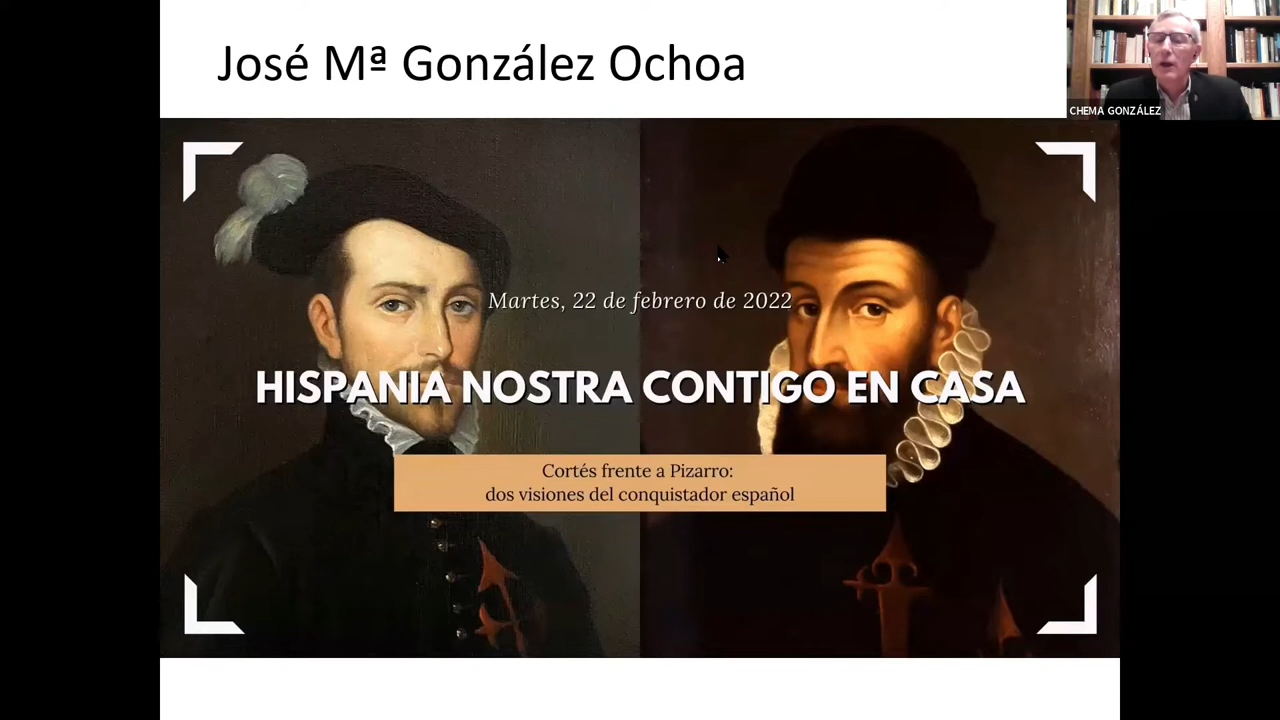 José Mª González Ochoa
CHEMA GONZÁLEZ
Martes, 22 de febrero de 2022
HISPANIA NOSTRA CONTIGO EN CASA
Cortés frente a Pizarro:
dos visiones del conquistador español